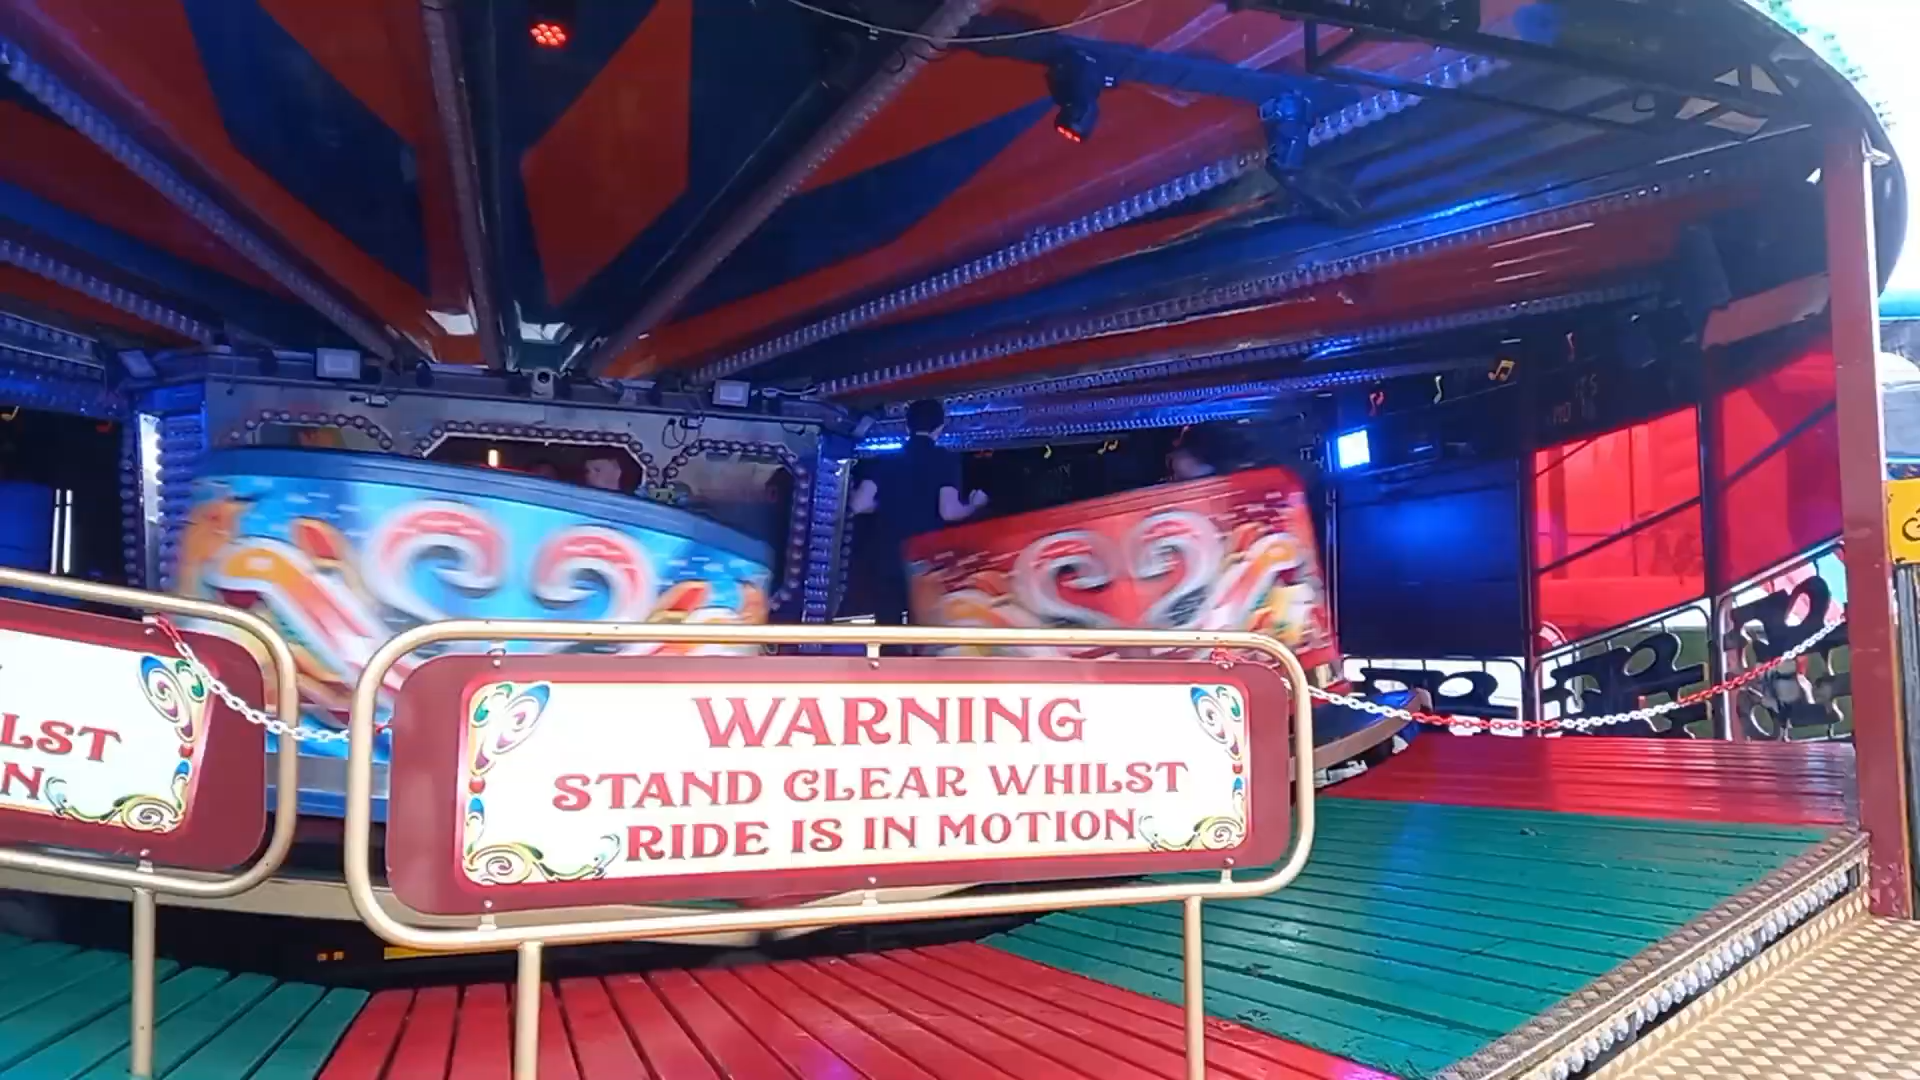 LST
N
WARNING
STAND CLEAR WHILST
RIDE IS IN MOTION